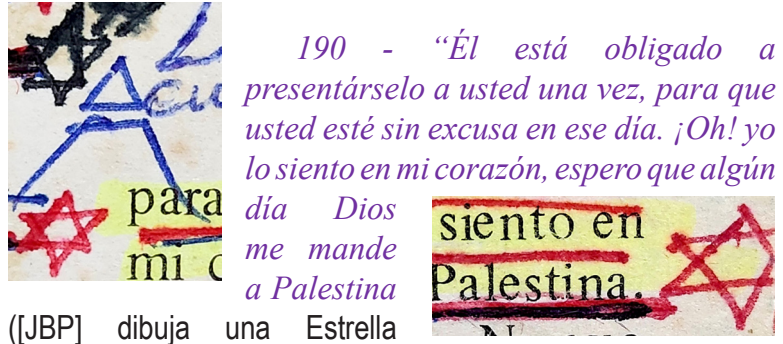 190 - “Él está obligado a
presentárselo a usted una vez, para que
usted esté sin excusa en ese día. ¡Oh! yo
lo siento en mi corazón, espero que algún
día Dios
me mande
a Palestina
([JBP] dibuja una Estrella
para
mi
siento en
Palestina.